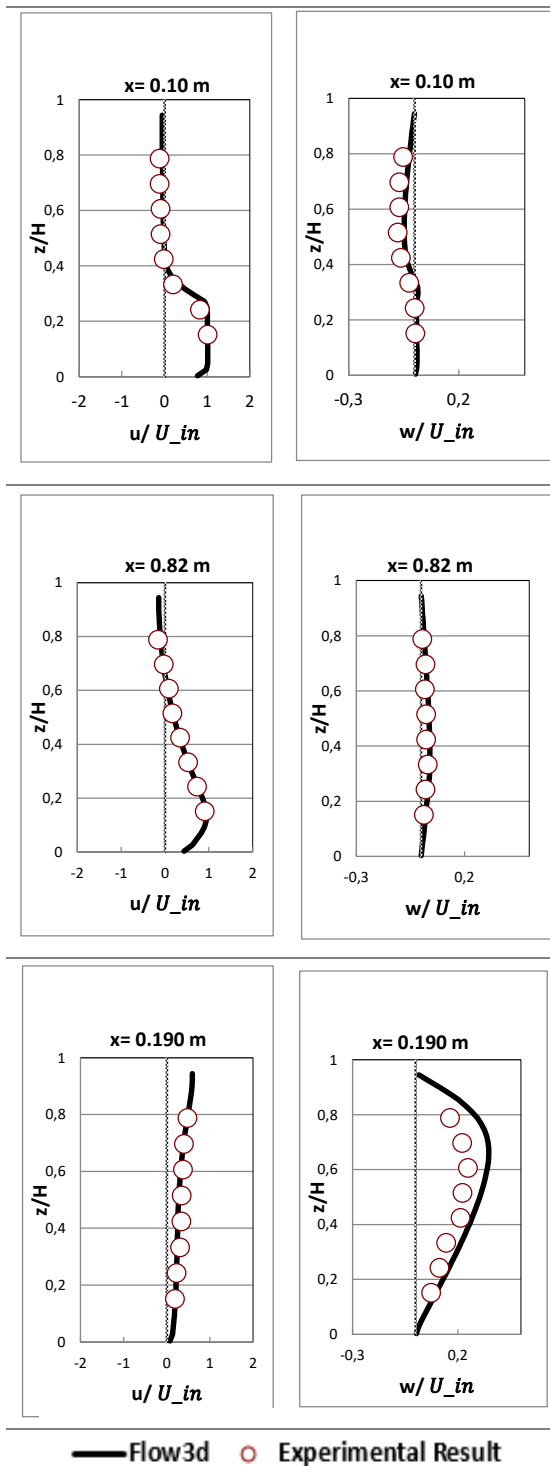 x= 0.10 m
1
0,8
0,6
0,4
0,2
0
z/H
-2 -1 0 1 2
u/ U_in
x= 0.10 m
1
0,8
0,6
0,4
0,2
0
z/H
-0,3 0,2
w/ U_in
x= 0.82 m
1
0,8
0,6
0,4
0,2
0
z/H
-2 -1 0 1 2
u/ U_in
x= 0.82 m
1
0,8
0,6
0,4
0,2
0
z/H
-0,3 0,2
w/ U_in
x= 0.190 m
1
0,8
0,6
0,4
0,2
0
z/H
-2 -1 0 1 2
u/ U_in
x= 0.190 m
1
0,8
0,6
0,4
0,2
0
z/H
-0,3 0,2
w/ U_in
Flow3d Experimental Result